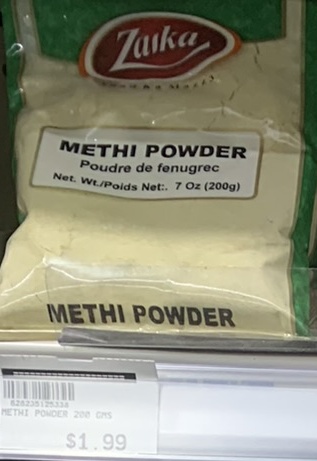 Zaika
METHI POWDER
Poudre de fenugrec
Net. Wt./Poids Net:. 7 Oz (200g)
METHI POWDER
METHI POWDER 200 GMS
$1.99